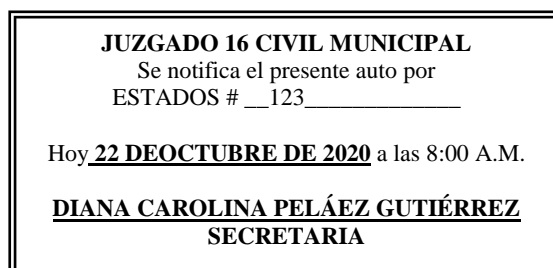 JUZGADO 16 CIVIL MUNICIPAL
Se notifica el presente auto por
ESTADOS # __123_____________
Hoy 22 DEOCTUBRE DE 2020 a las 8:00 A.M.
DIANA CAROLINA PELÁEZ GUTIÉRREZ
SECRETARIA